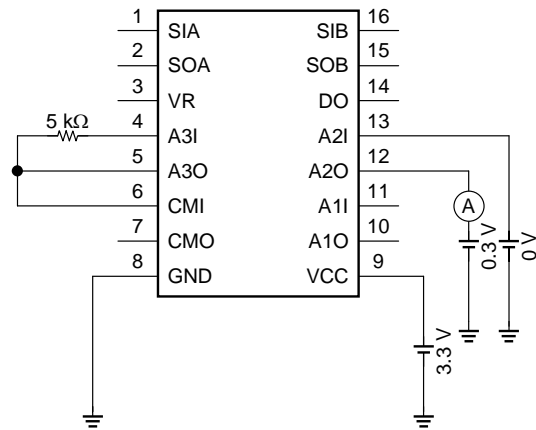 1 SIA SIB 16
2 SOA SOB 15
3 VR DO 14
5 kΩ 4 A3I A2I 13
5 A3O A2O 12
6 CMI A1I 11
A
7 CMO A1O 10
8 GND VCC 9
0.3 V 0 V
3.3 V